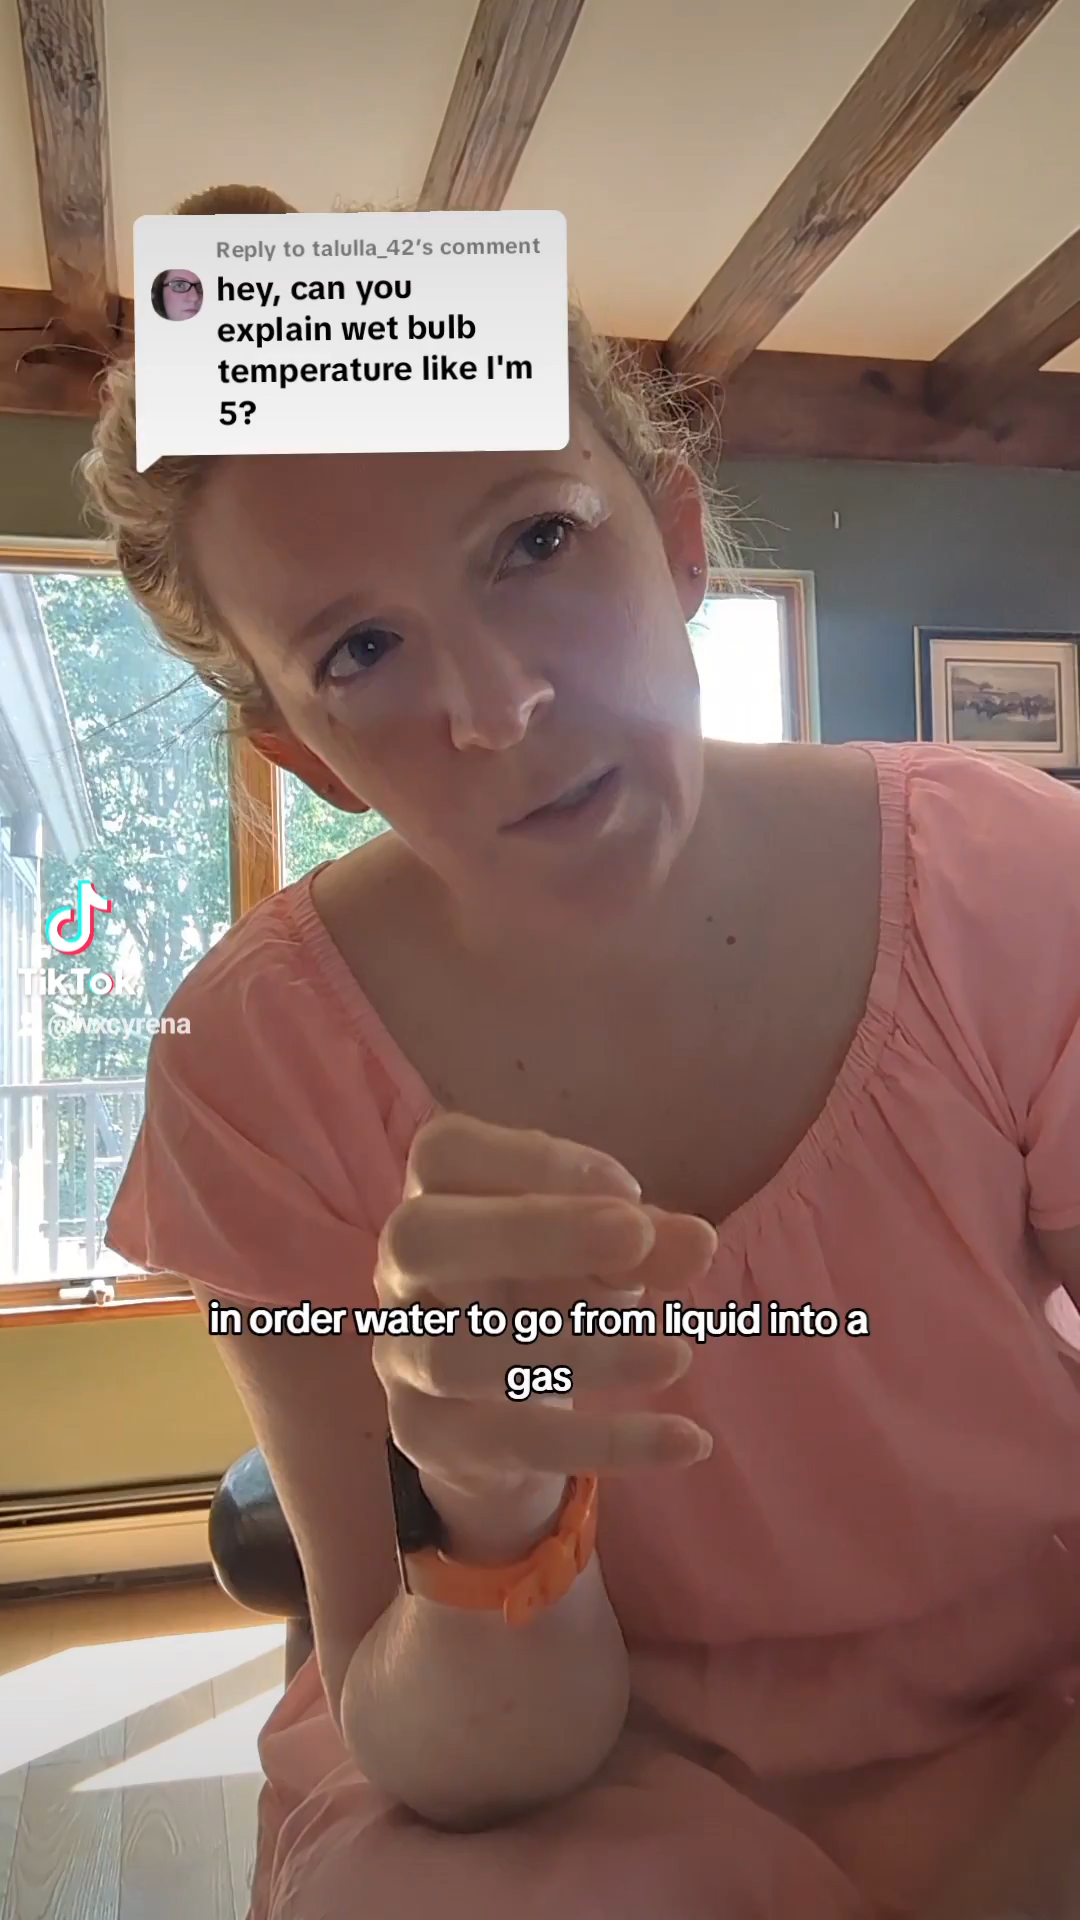 Reply to talulla_42's comment
hey, can you
explain wet bulb
temperature like I'm
5?
TikTok
@wxcyrena
in order water to go from liquid into a
gas